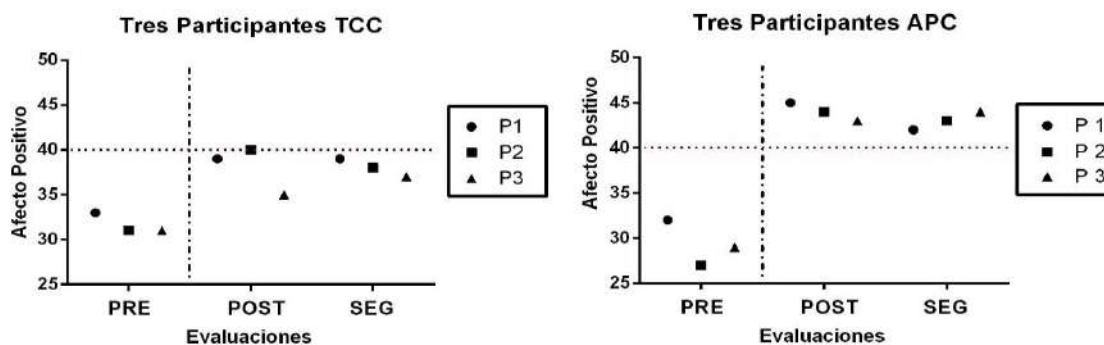 Tres Participantes TCC
50
45
40
35
30
25
Afecto Positivo
PRE
POST
SEG
Evaluaciones
P1
P2
P3
Tres Participantes APC
50
45
40
35
30
25
Afecto Positivo
PRE
POST
SEG
Evaluaciones
P 1
P 2
P 3